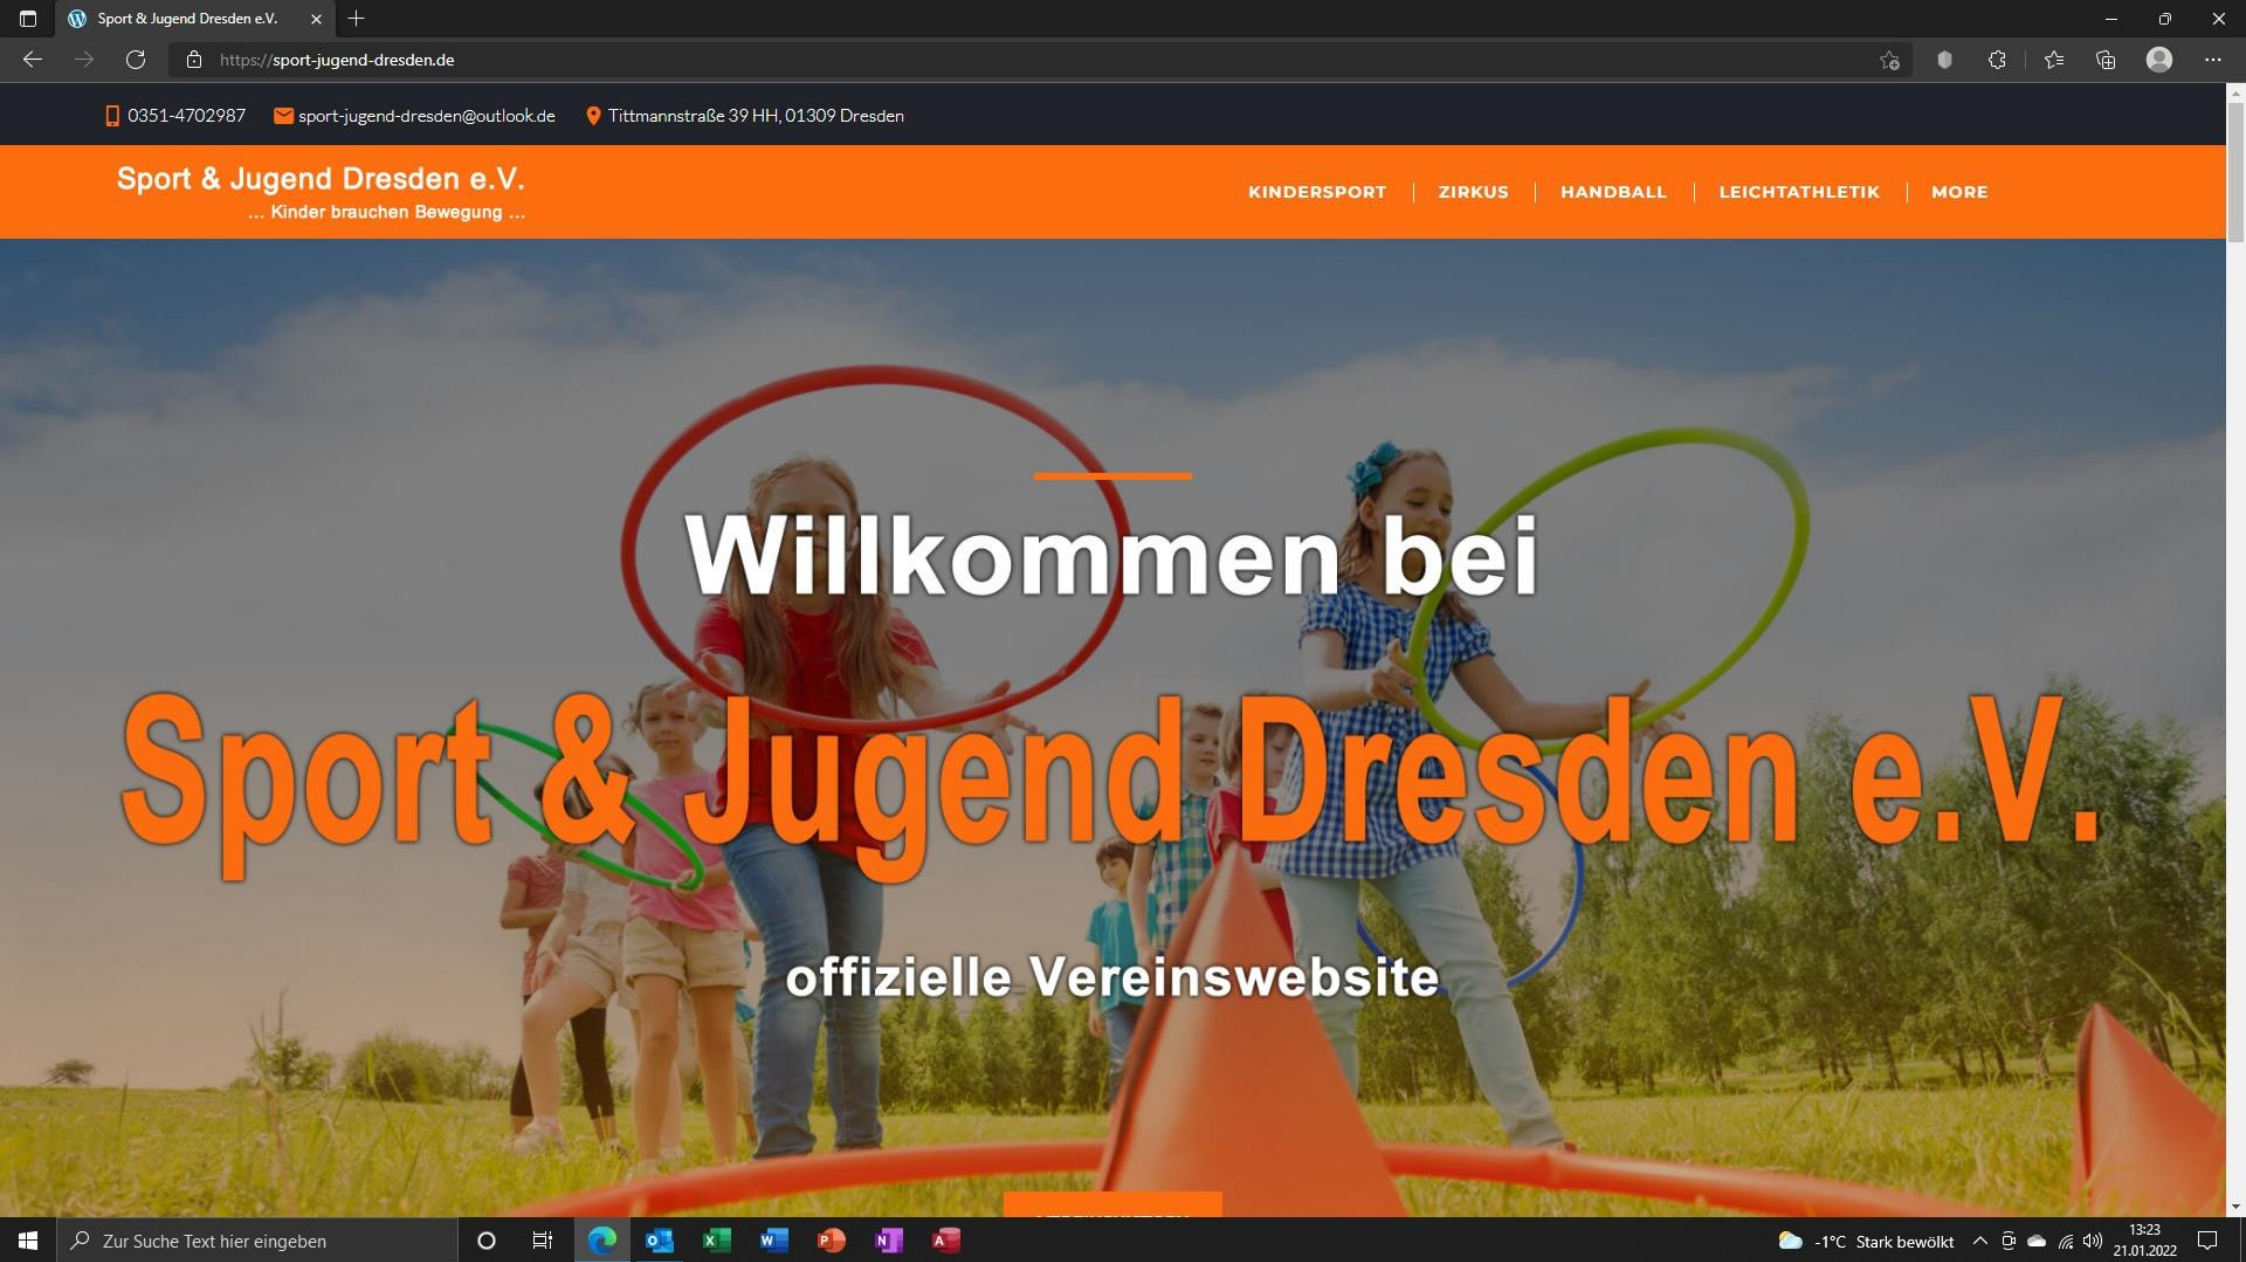 Sport & Jugend Dresden e.V.
https://sport-jugend-dresden.de
0351-4702987 sport-jugend-dresden@outlook.de Tittmannstraße 39 HH, 01309 Dresden
Sport & Jugend Dresden e.V.
... Kinder brauchen Bewegung ...
KINDERSPORT ZIRKUS HANDBALL LEICHTATHLETIK MORE
Willkommen bei
Sport & Jugend Dresden e.V.
offizielle Vereinswebsite
Zur Suche Text hier eingeben
-1°C Stark bewölkt
13:23
21.01.2022